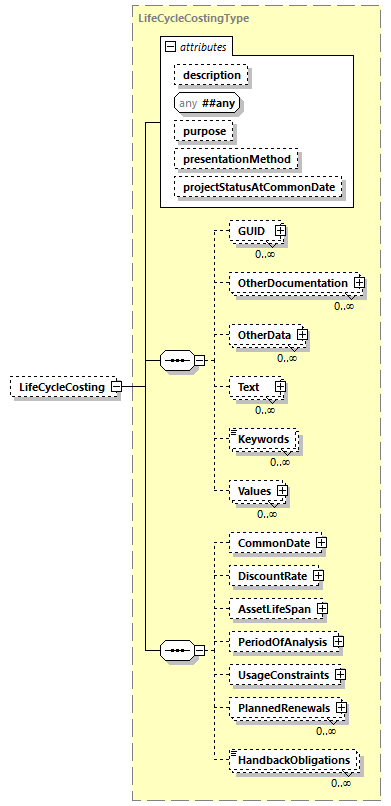 LifeCycleCostingType
attributes
description
any ##any
purpose
presentationMethod
projectStatusAtCommonDate
GUID
0..∞
OtherDocumentation
0..∞
OtherData
0..∞
LifeCycleCosting
Text
0..∞
Keywords
0..∞
Values
0..∞
CommonDate
DiscountRate
AssetLifeSpan
PeriodOfAnalysis
UsageConstraints
PlannedRenewals
0..∞
HandbackObligations
0..∞